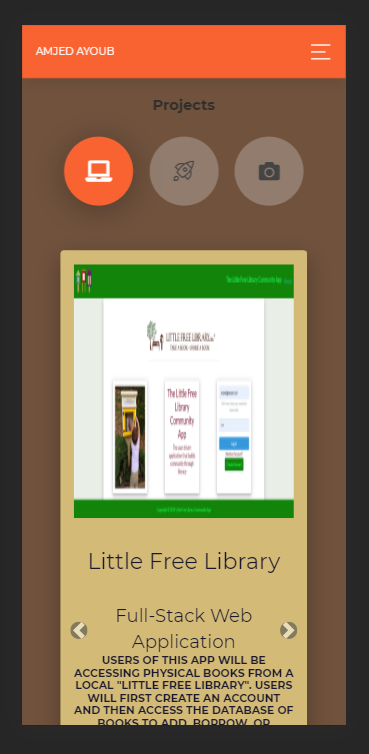 AMJED AYOUB
Projects
The Little Free Library Community App
LITTLE FREE LIBRARY
TAKE A BOOK • SHARE A BOOK
The Little Free
Library
Community
App
Little Free Library
Full-Stack Web
Application
USERS OF THIS APP WILL BE
ACCESSING PHYSICAL BOOKS FROM A
LOCAL "LITTLE FREE LIBRARY". USERS
WILL FIRST CREATE AN ACCOUNT
AND THEN ACCESS THE DATABASE OF
BOOKS TO ADD, BORROW, OR